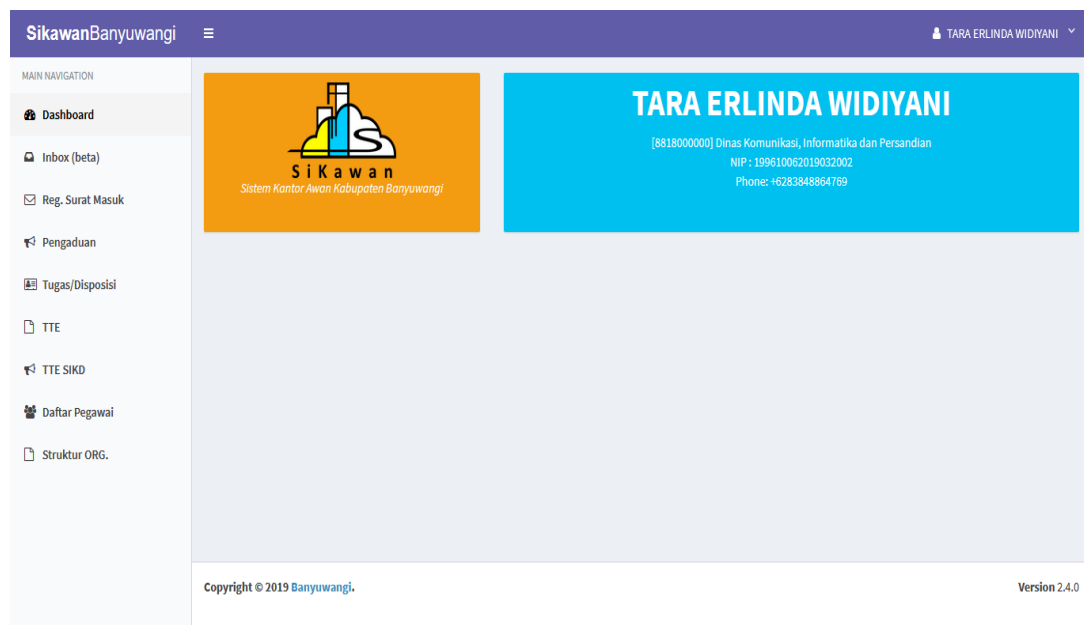 SikawanBanyuwangi
TARA ERLINDA WIDIYANI
MAIN NAVIGATION
Dashboard
Inbox (beta)
Reg. Surat Masuk
Pengaduan
Tugas/Disposisi
TTE
TTE SIKD
Daftar Pegawai
Struktur ORG.
S
SiKawan
Sistem Kantor Awan Kabupaten Banyuwangi
TARA ERLINDA WIDIYANI
[8818000000] Dinas Komunikasi, Informatika dan Persandian
NIP : 199610062019032002
Phone: +6283848864769
Copyright © 2019 Banyuwangi.
Version 2.4.0